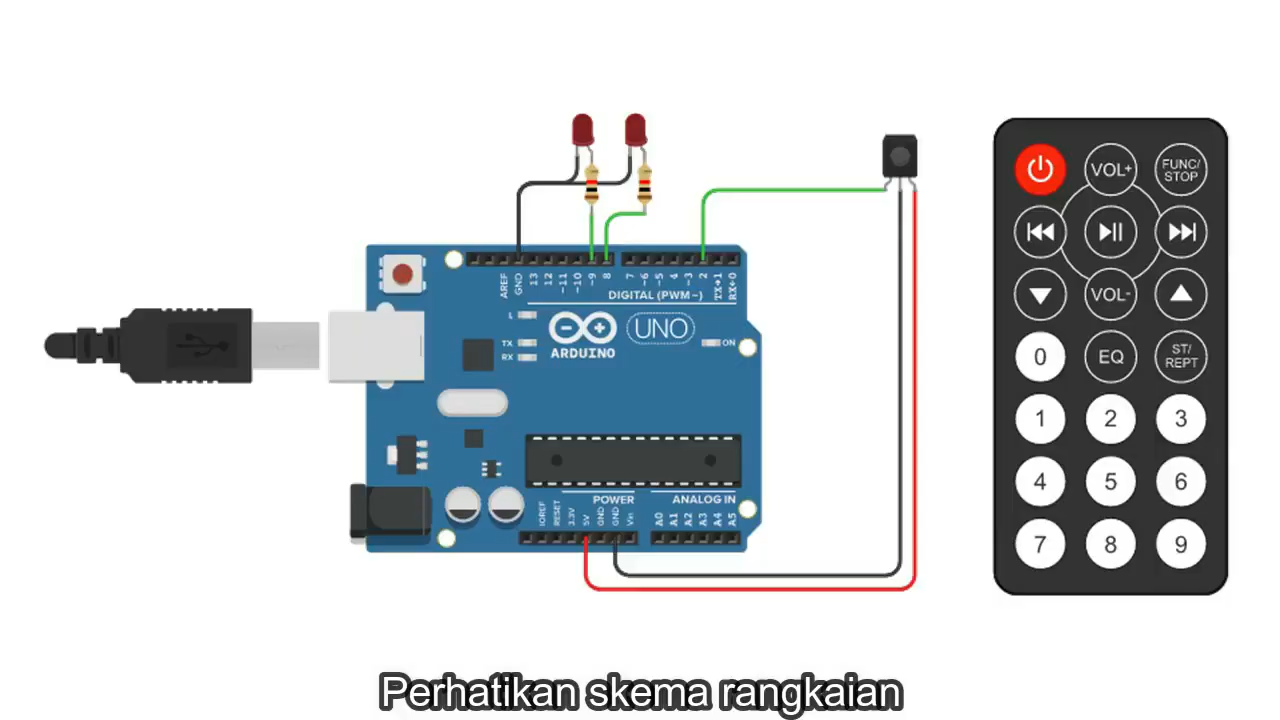 VOL+
FUNC/
STOP
VOL-
0
EQ
ST/
REPT
1
2
3
4
5
6
7
8
9
AREF
GND
13
12
~11
~10
~9
8
7
~6
~5
4
~3
2
TX→1
RX←0
DIGITAL (PWM~)
L
TX
RX
ARDUINO
UNO
ON
POWER
ANALOG IN
IOREF
RESET
3.3V
5V
GND
GND
Vin
A0
A1
A2
A3
A4
A5
Perhatikan skema rangkaian